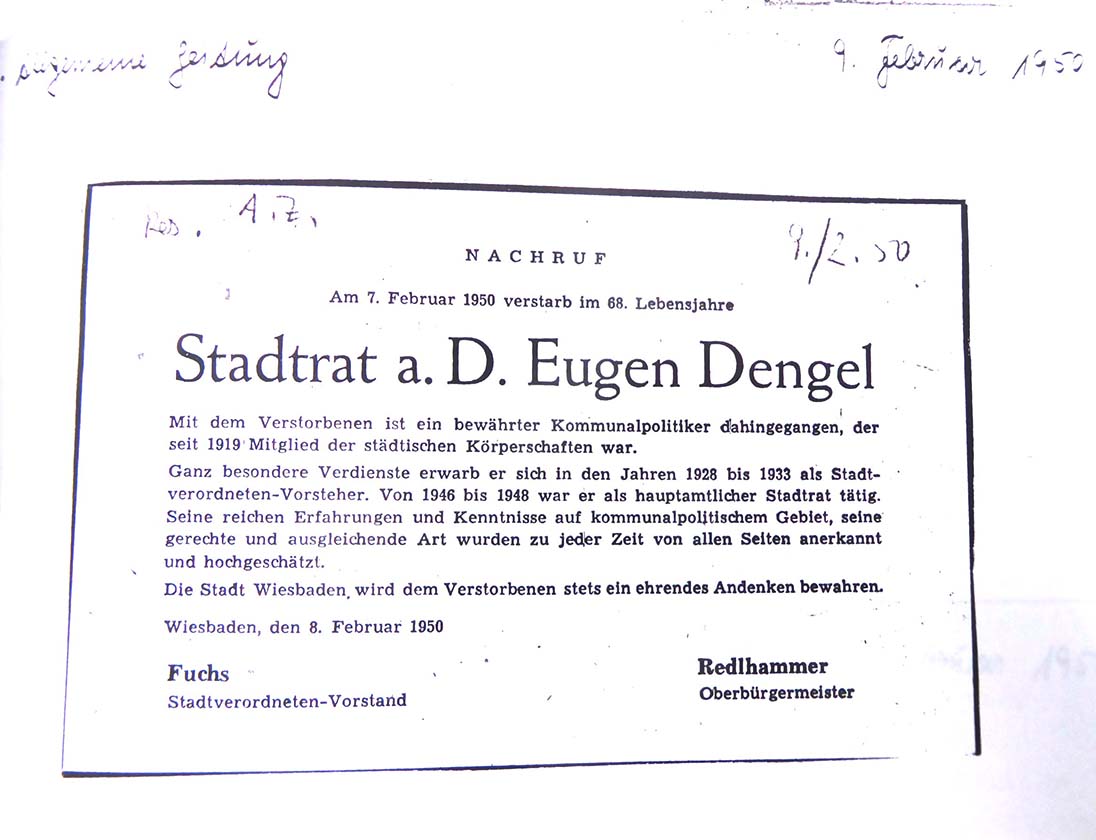 Allgemeine Zeitung 9. Februar 1950
A.Z. 9./2.50
NACHRUF
Am 7. Februar 1950 verstarb im 68. Lebensjahre
Stadtrat a. D. Eugen Dengel
Mit dem Verstorbenen ist ein bewährter Kommunalpolitiker dahingegangen, der
seit 1919 Mitglied der städtischen Körperschaften war.
Ganz besondere Verdienste erwarb er sich in den Jahren 1928 bis 1933 als Stadt-
verordneten-Vorsteher. Von 1946 bis 1948 war er als hauptamtlicher Stadtrat tätig.
Seine reichen Erfahrungen und Kenntnisse auf kommunalpolitischem Gebiet, seine
gerechte und ausgleichende Art wurden zu jeder Zeit von allen Seiten anerkannt
und hochgeschätzt.
Die Stadt Wiesbaden wird dem Verstorbenen stets ein ehrendes Andenken bewahren.
Wiesbaden, den 8. Februar 1950
Fuchs Redlhammer
Stadtverordneten-Vorstand Oberbürgermeister